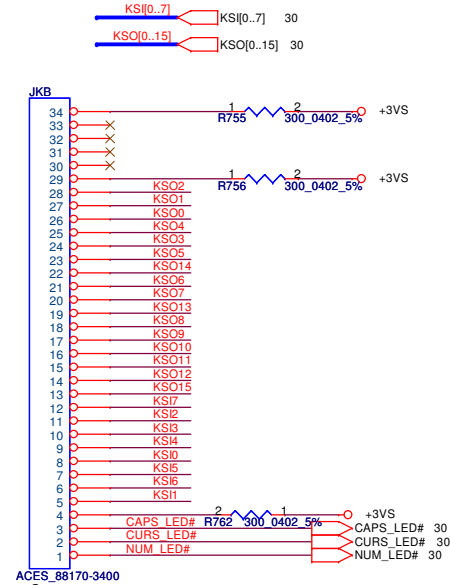 KSI[0..7] KSI[0..7] 30
KSO[0..15] KSO[0..15] 30
JKB
34 1 R755 2 300_0402_5% +3VS
33
32
31
30
29 1 R756 2 300_0402_5% +3VS
28 KSO2
27 KSO1
26 KSO0
25 KSO4
24 KSO3
23 KSO5
22 KSO14
21 KSO6
20 KSO7
19 KSO13
18 KSO8
17 KSO9
16 KSO10
15 KSO11
14 KSO12
13 KSO15
12 KSI7
11 KSI2
10 KSI3
9 KSI4
8 KSI0
7 KSI5
6 KSI6
5 KSI1
4 2 R762 300_0402_5% 1 +3VS
3 CAPS_LED# CAPS_LED# 30
2 CURS_LED# CURS_LED# 30
1 NUM_LED# NUM_LED# 30
ACES_88170-3400